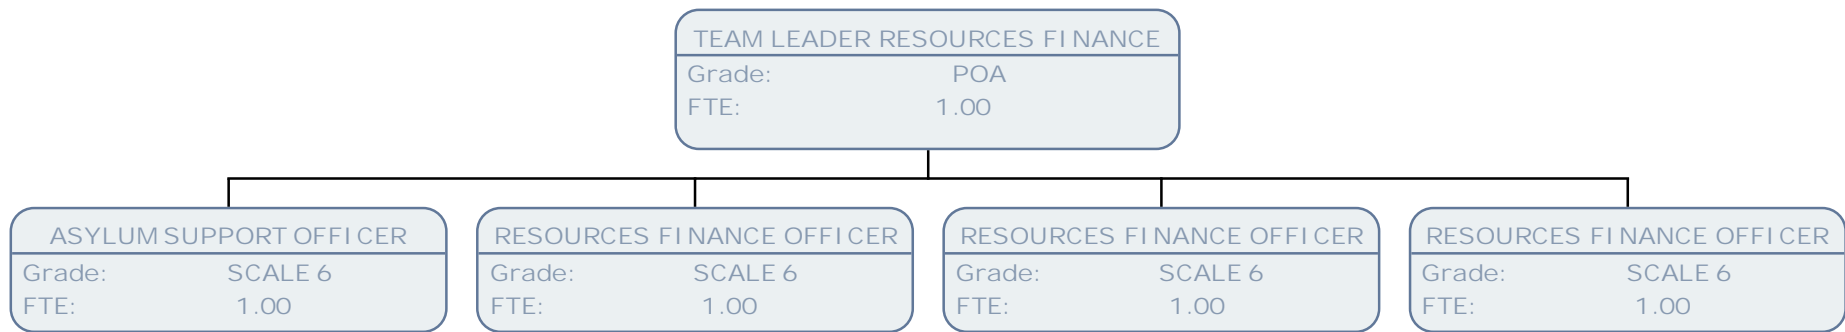 TEAM LEADER RESOURCES FINANCE
Grade: POA
FTE: 1.00
ASYLUM SUPPORT OFFICER
Grade: SCALE 6
FTE: 1.00
RESOURCES FINANCE OFFICER
Grade: SCALE 6
FTE: 1.00
RESOURCES FINANCE OFFICER
Grade: SCALE 6
FTE: 1.00
RESOURCES FINANCE OFFICER
Grade: SCALE 6
FTE: 1.00